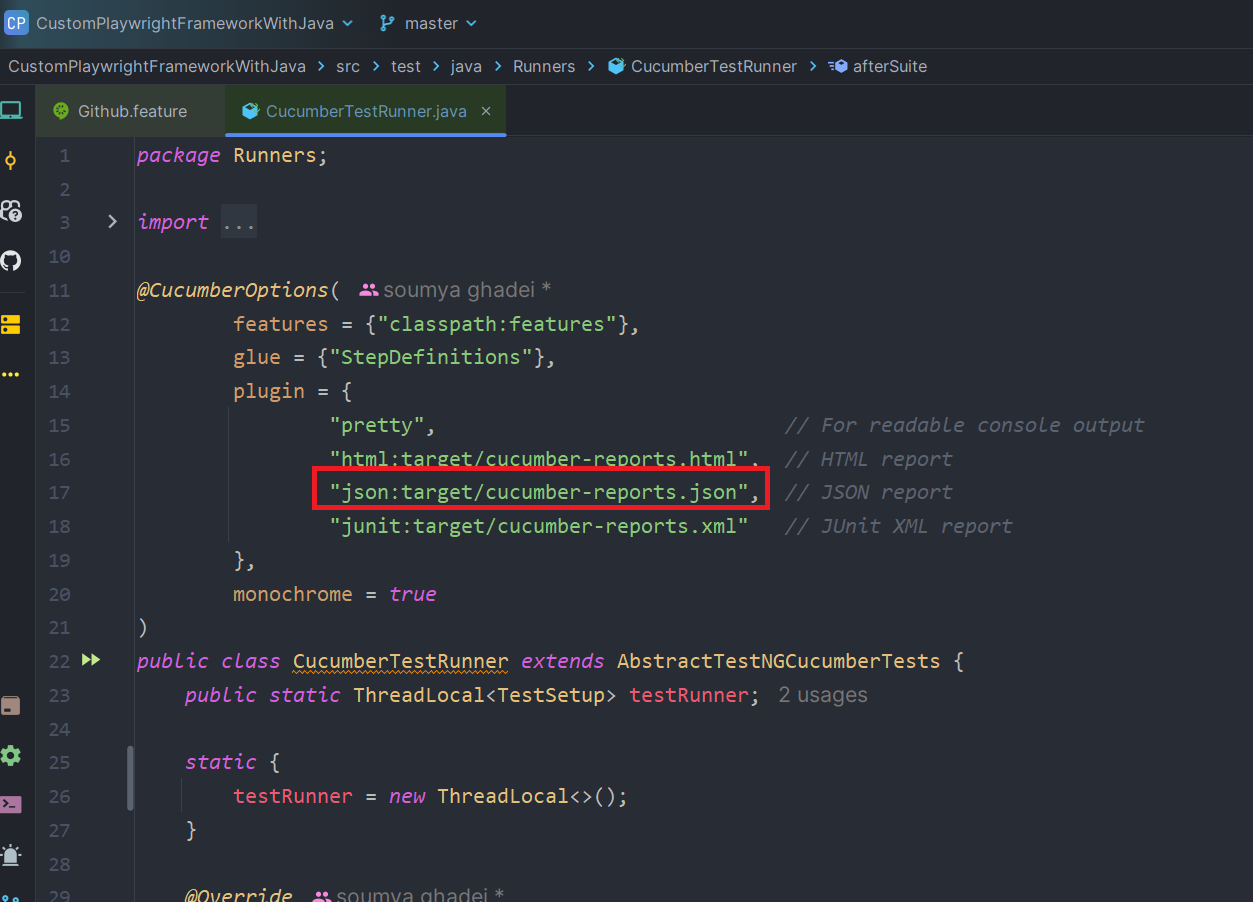 CP CustomPlaywrightFrameworkWithJava master
CustomPlaywrightFrameworkWithJava > src > test > java > Runners > CucumberTestRunner > afterSuite
Github.feature CucumberTestRunner.java ×
1 package Runners;
2
3 > import ...
10
11 @CucumberOptions( soumya ghadei *
12 features = {"classpath:features"},
13 glue = {"StepDefinitions"},
14 plugin = {
15 "pretty", // For readable console output
16 "html:target/cucumber-reports.html", // HTML report
17 "json:target/cucumber-reports.json", // JSON report
18 "junit:target/cucumber-reports.xml" // JUnit XML report
19 },
20 monochrome = true
21 )
22 public class CucumberTestRunner extends AbstractTestNGCucumberTests {
23 public static ThreadLocal<TestSetup> testRunner; 2 usages
24
25 static {
26 testRunner = new ThreadLocal<>();
27 }
28
29 @Override soumya ghadei *